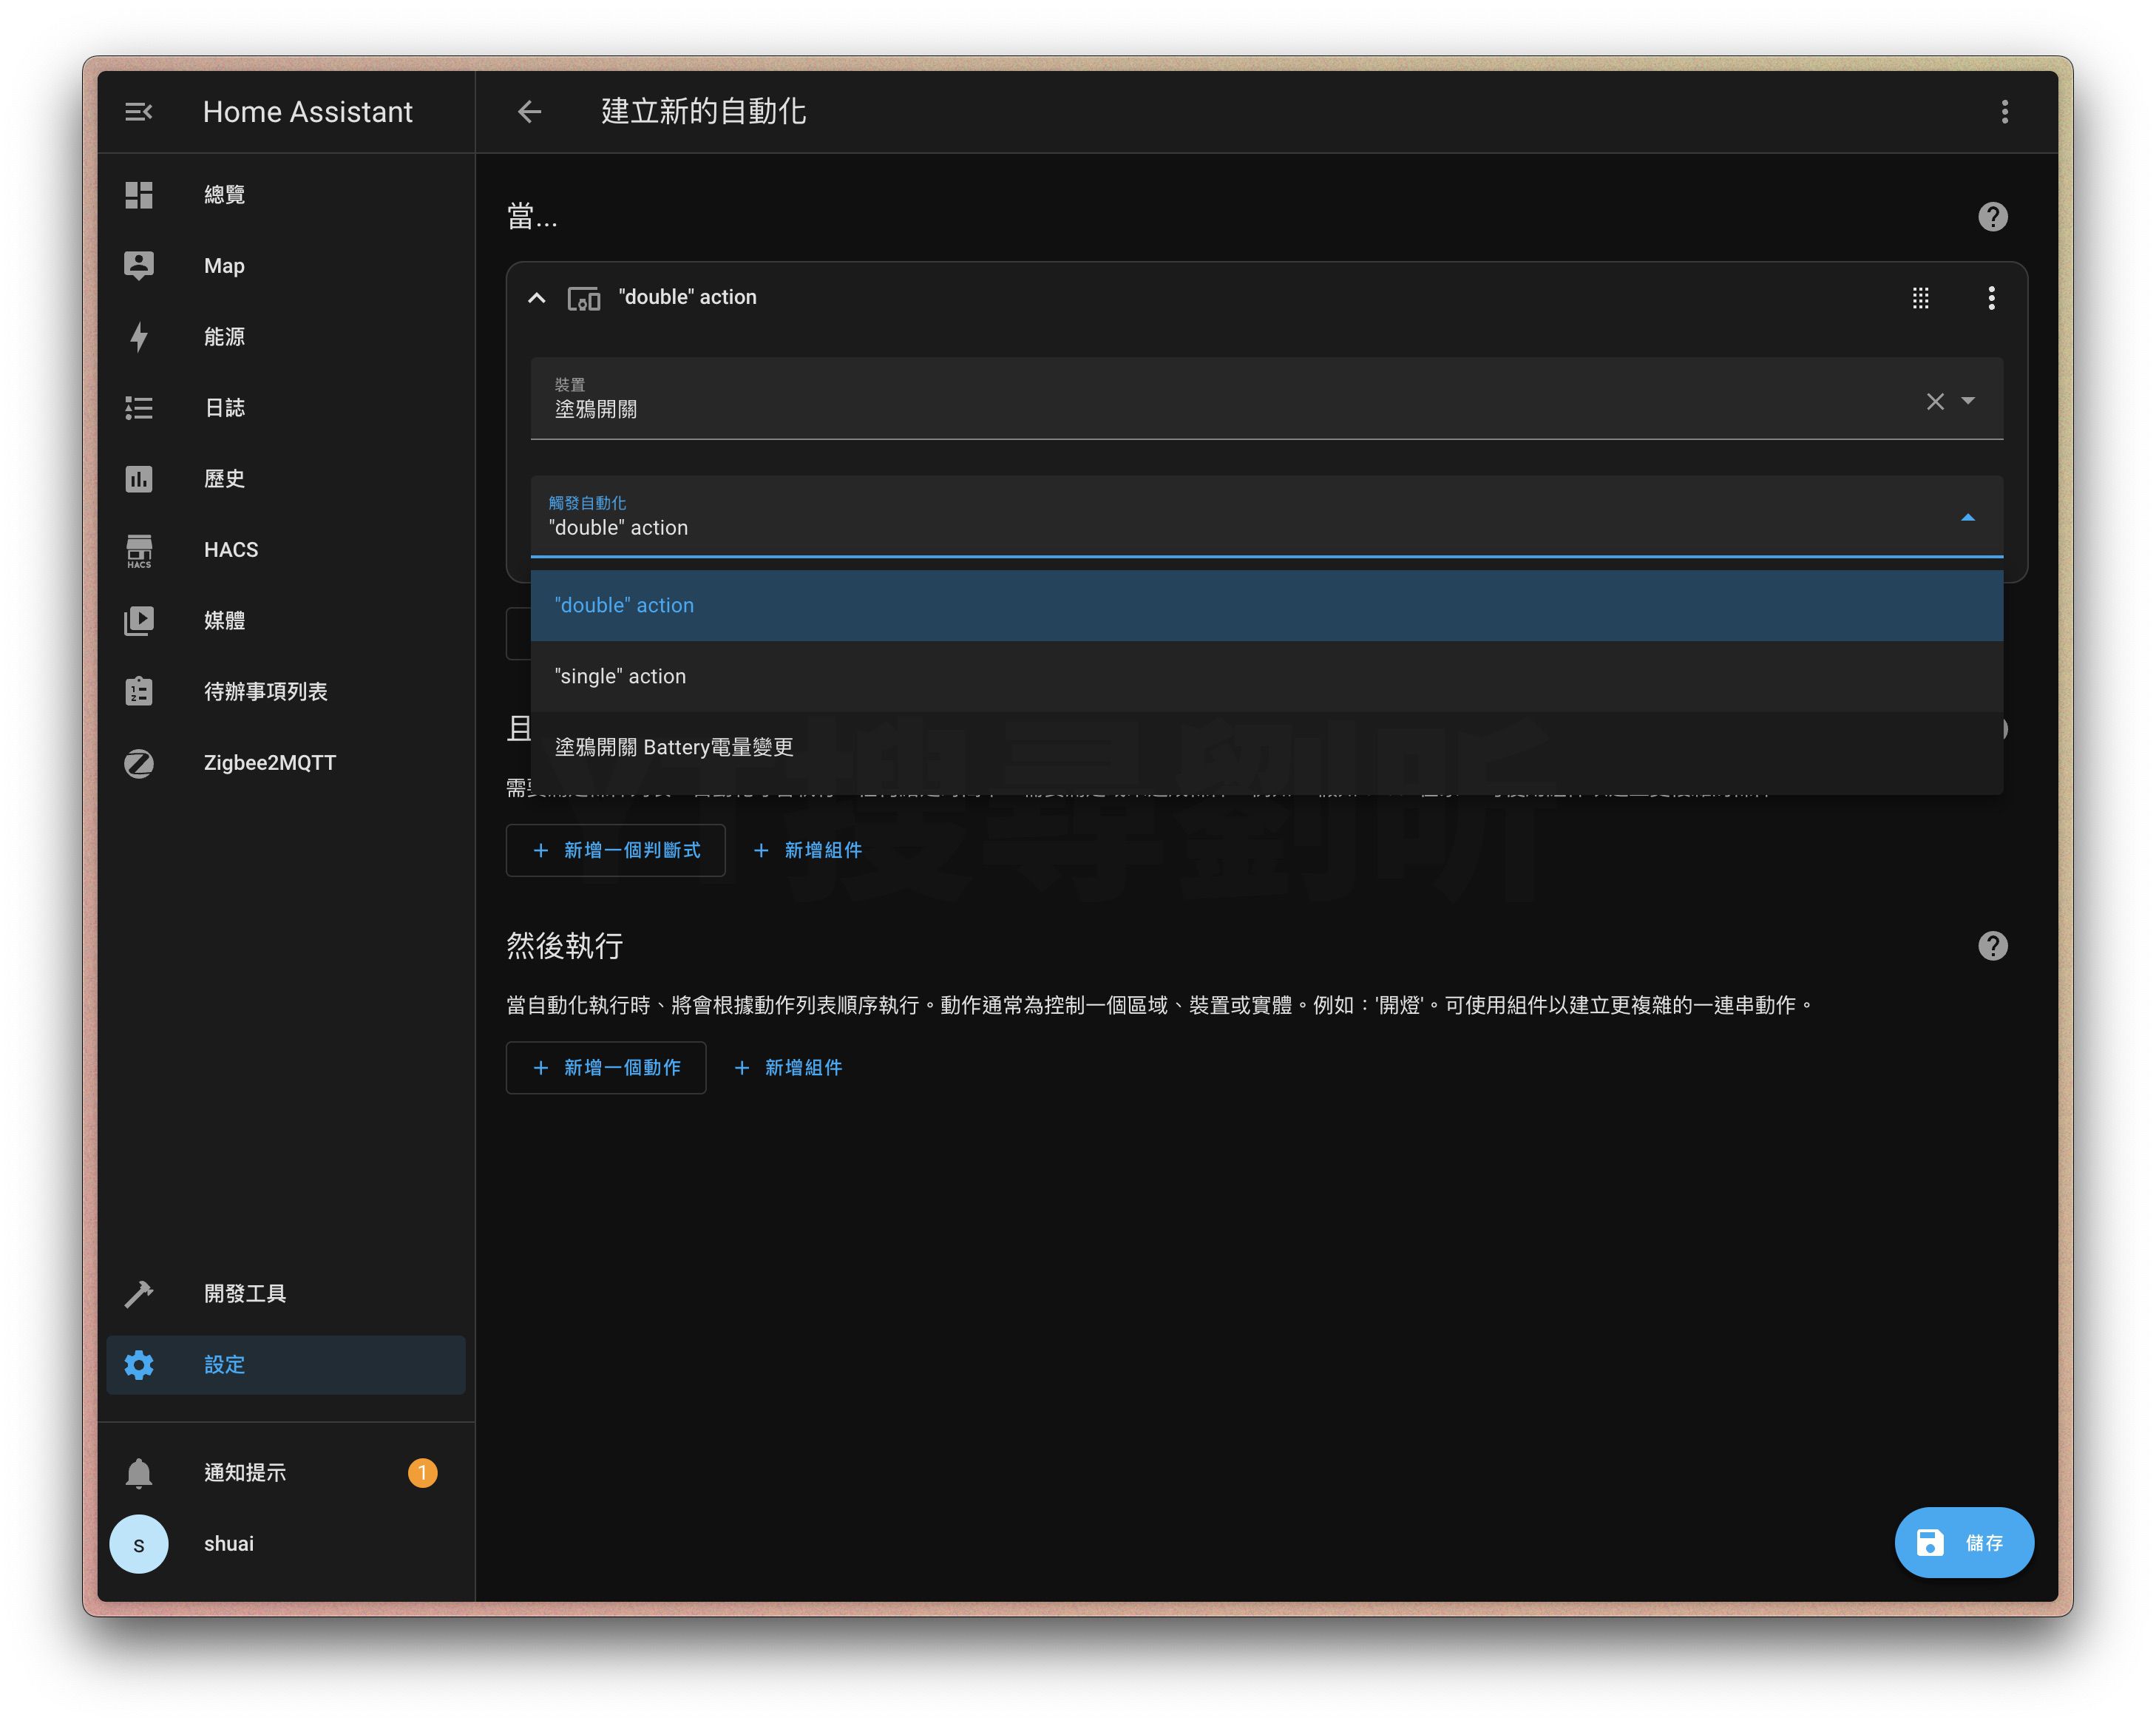 Home Assistant
總覽
Map
能源
日誌
歷史
HACS
HACS
媒體
待辦事項列表
Zigbee2MQTT
開發工具
設定
通知提示
1
s
shuai
建立新的自動化
當...
"double" action
裝置
塗鴉開關
觸發自動化
"double" action
"double" action
"single" action
塗鴉開關 Battery電量變更
且
YT搜尋劉昕
+ 新增一個判斷式
+ 新增組件
然後執行
當自動化執行時、將會根據動作列表順序執行。動作通常為控制一個區域、裝置或實體。例如：'開燈'。可使用組件以建立更複雜的一連串動作。
+ 新增一個動作
+ 新增組件
儲存